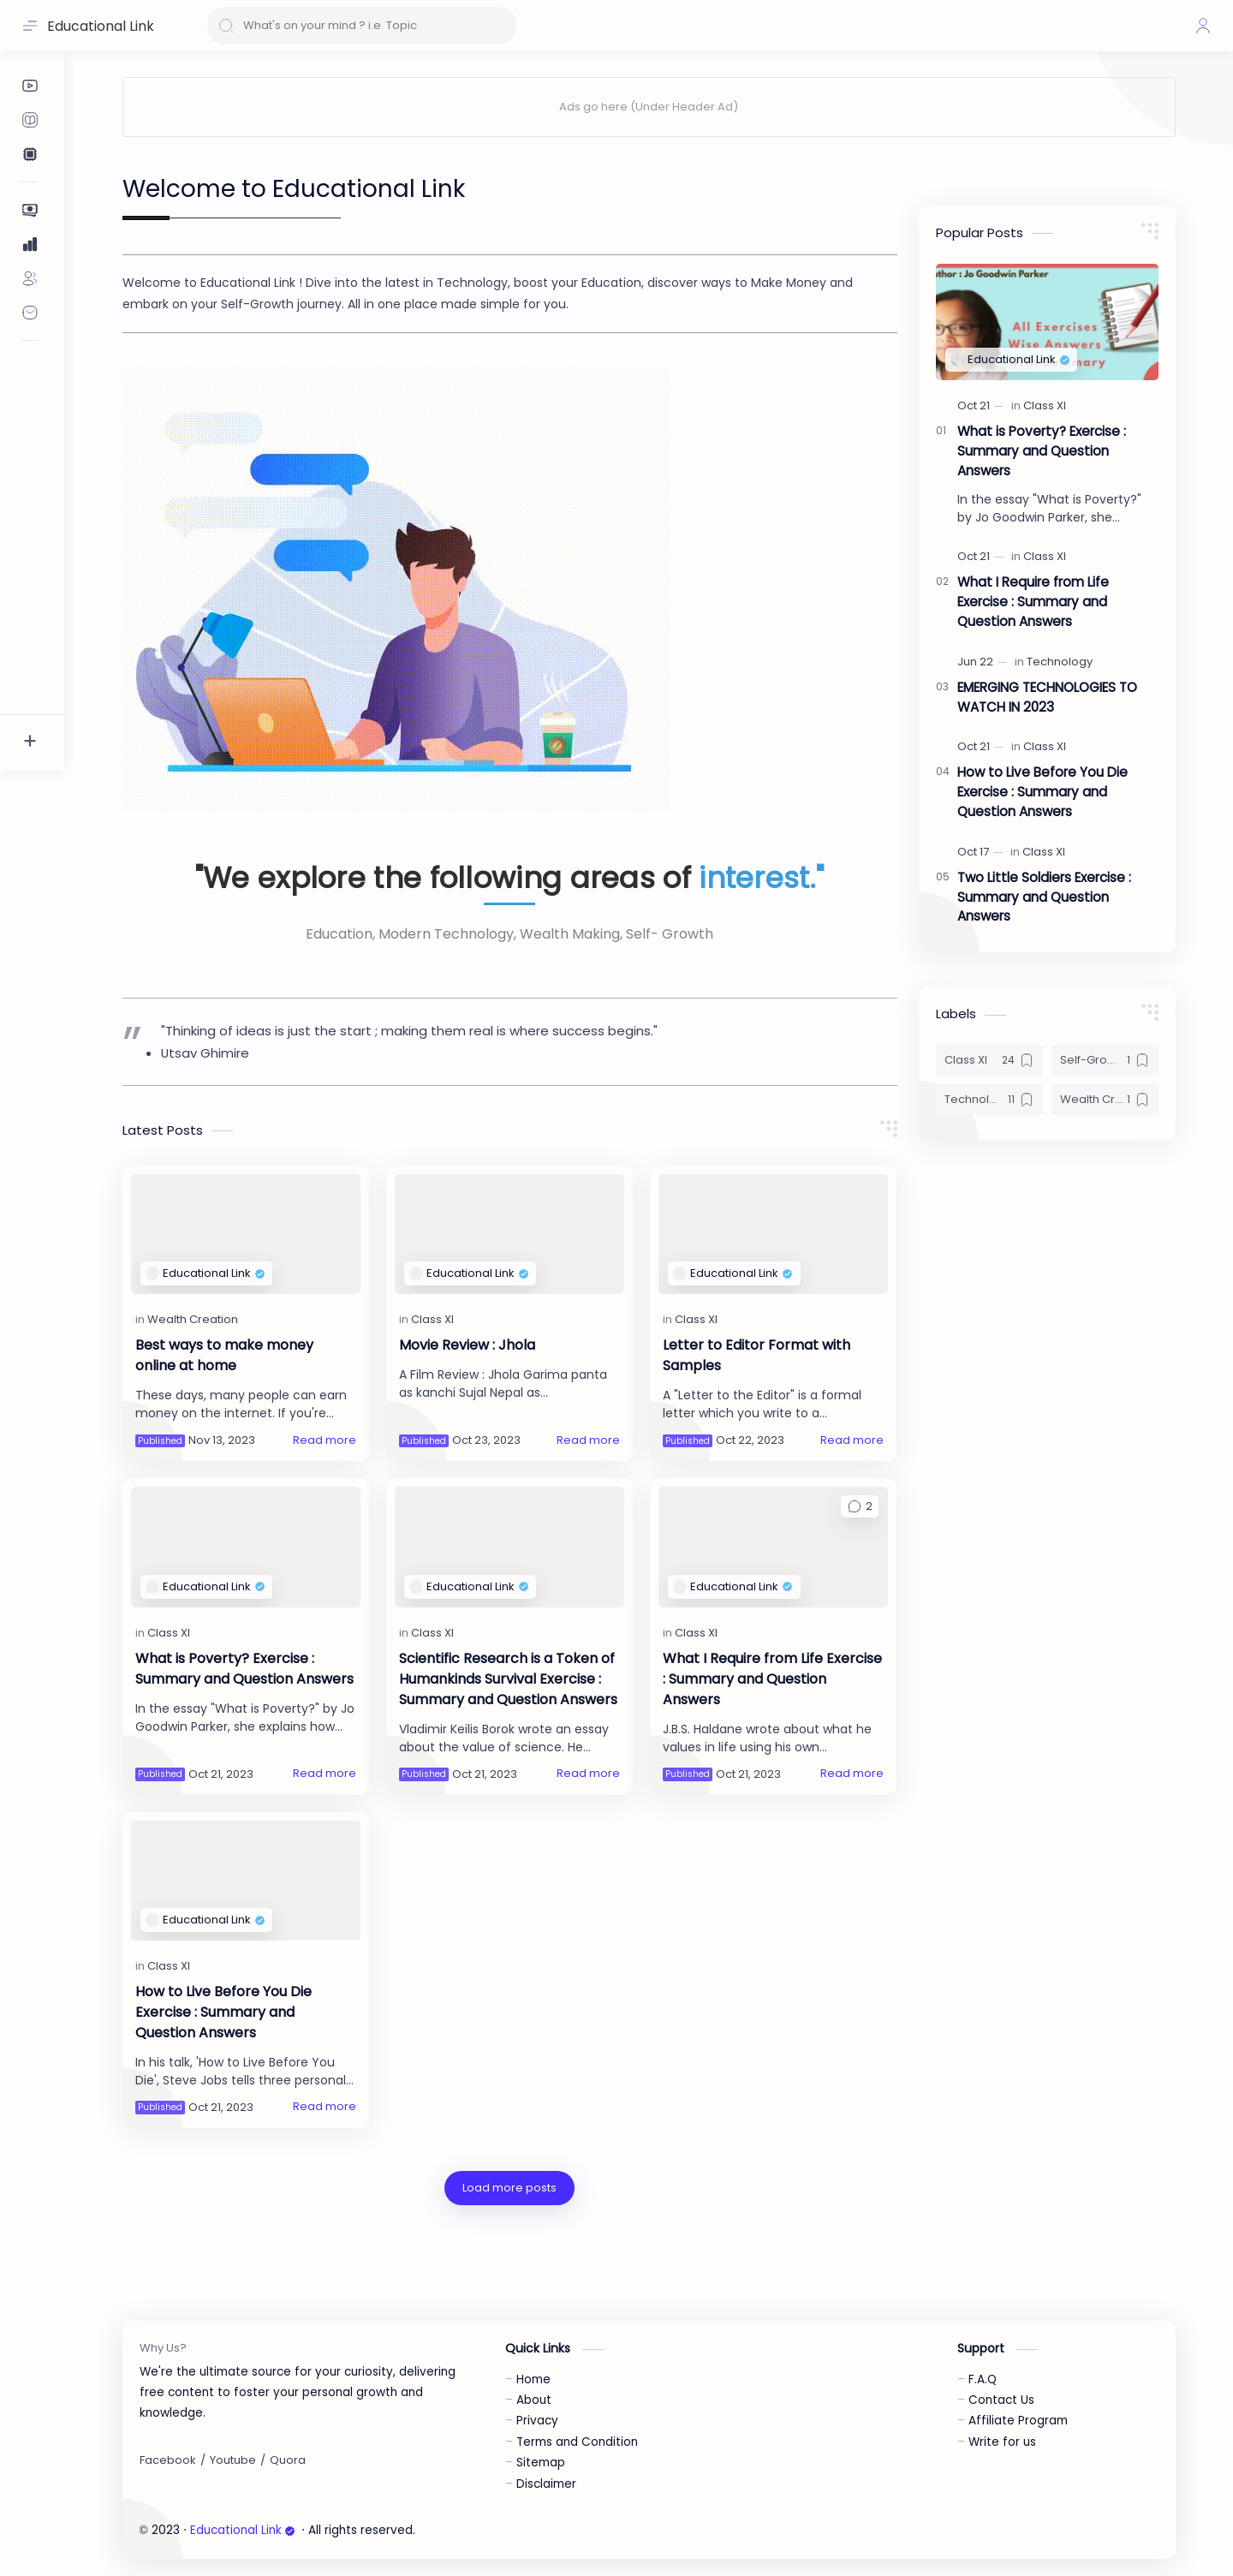 Educational Link
What's on your mind ? i.e. Topic
Ads go here (Under Header Ad)
Welcome to Educational Link
Welcome to Educational Link ! Dive into the latest in Technology, boost your Education, discover ways to Make Money and
embark on your Self-Growth journey. All in one place made simple for you.
"We explore the following areas of interest."
Education, Modern Technology, Wealth Making, Self- Growth
"Thinking of ideas is just the start ; making them real is where success begins."
Utsav Ghimire
Latest Posts
Educational Link
in Wealth Creation
Best ways to make money
online at home
These days, many people can earn
money on the internet. If you're...
Published Nov 13, 2023 Read more
Educational Link
in Class XI
Movie Review : Jhola
A Film Review : Jhola Garima panta
as kanchi Sujal Nepal as...
Published Oct 23, 2023 Read more
Educational Link
in Class XI
Letter to Editor Format with
Samples
A "Letter to the Editor" is a formal
letter which you write to a...
Published Oct 22, 2023 Read more
Educational Link
in Class XI
What is Poverty? Exercise :
Summary and Question Answers
In the essay "What is Poverty?" by Jo
Goodwin Parker, she explains how...
Published Oct 21, 2023 Read more
Educational Link
in Class XI
Scientific Research is a Token of
Humankinds Survival Exercise :
Summary and Question Answers
Vladimir Keilis Borok wrote an essay
about the value of science. He...
Published Oct 21, 2023 Read more
2
Educational Link
in Class XI
What I Require from Life Exercise
: Summary and Question
Answers
J.B.S. Haldane wrote about what he
values in life using his own...
Published Oct 21, 2023 Read more
Educational Link
in Class XI
How to Live Before You Die
Exercise : Summary and
Question Answers
In his talk, 'How to Live Before You
Die', Steve Jobs tells three personal...
Published Oct 21, 2023 Read more
Load more posts
Popular Posts
uthor : Jo Goodwin Parker
All Exercises
Wise Answers
Educational Link
Oct 21 — in Class XI
01 What is Poverty? Exercise :
Summary and Question
Answers
In the essay "What is Poverty?"
by Jo Goodwin Parker, she...
Oct 21 — in Class XI
02 What I Require from Life
Exercise : Summary and
Question Answers
Jun 22 — in Technology
03 EMERGING TECHNOLOGIES TO
WATCH IN 2023
Oct 21 — in Class XI
04 How to Live Before You Die
Exercise : Summary and
Question Answers
Oct 17 — in Class XI
05 Two Little Soldiers Exercise :
Summary and Question
Answers
Labels
Class XI 24 Self-Gro... 1
Technol... 11 Wealth Cr... 1
Why Us?
We're the ultimate source for your curiosity, delivering
free content to foster your personal growth and
knowledge.
Facebook / Youtube / Quora
Quick Links
Home
About
Privacy
Terms and Condition
Sitemap
Disclaimer
Support
F.A.Q
Contact Us
Affiliate Program
Write for us
© 2023 · Educational Link · All rights reserved.